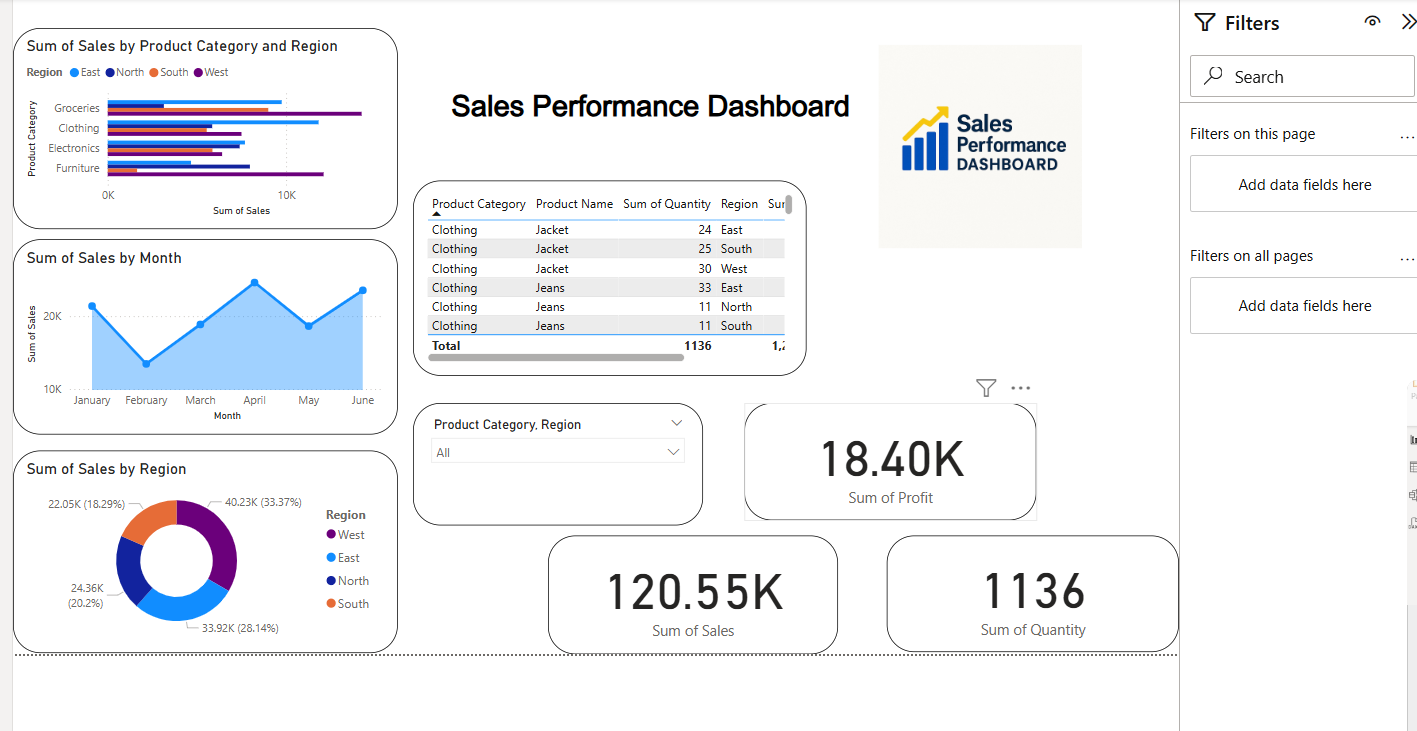 Sum of Sales by Product Category and Region
Region East North South West
Product Category
Groceries
Clothing
Electronics
Furniture
0K 10K
Sum of Sales
Sum of Sales by Month
Sum of Sales
20K
10K
January February March April May June
Month
Sum of Sales by Region
22.05K (18.29%)
40.23K (33.37%)
24.36K
(20.2%)
33.92K (28.14%)
Region
West
East
North
South
Sales Performance Dashboard
Sales
Performance
DASHBOARD
Product Category Product Name Sum of Quantity Region
Clothing Jacket 24 East
Clothing Jacket 25 South
Clothing Jacket 30 West
Clothing Jeans 33 East
Clothing Jeans 11 North
Clothing Jeans 11 South
Total 1136
Product Category, Region
All
18.40K
Sum of Profit
120.55K
Sum of Sales
1136
Sum of Quantity
Filters
Search
Filters on this page ...
Add data fields here
Filters on all pages ...
Add data fields here